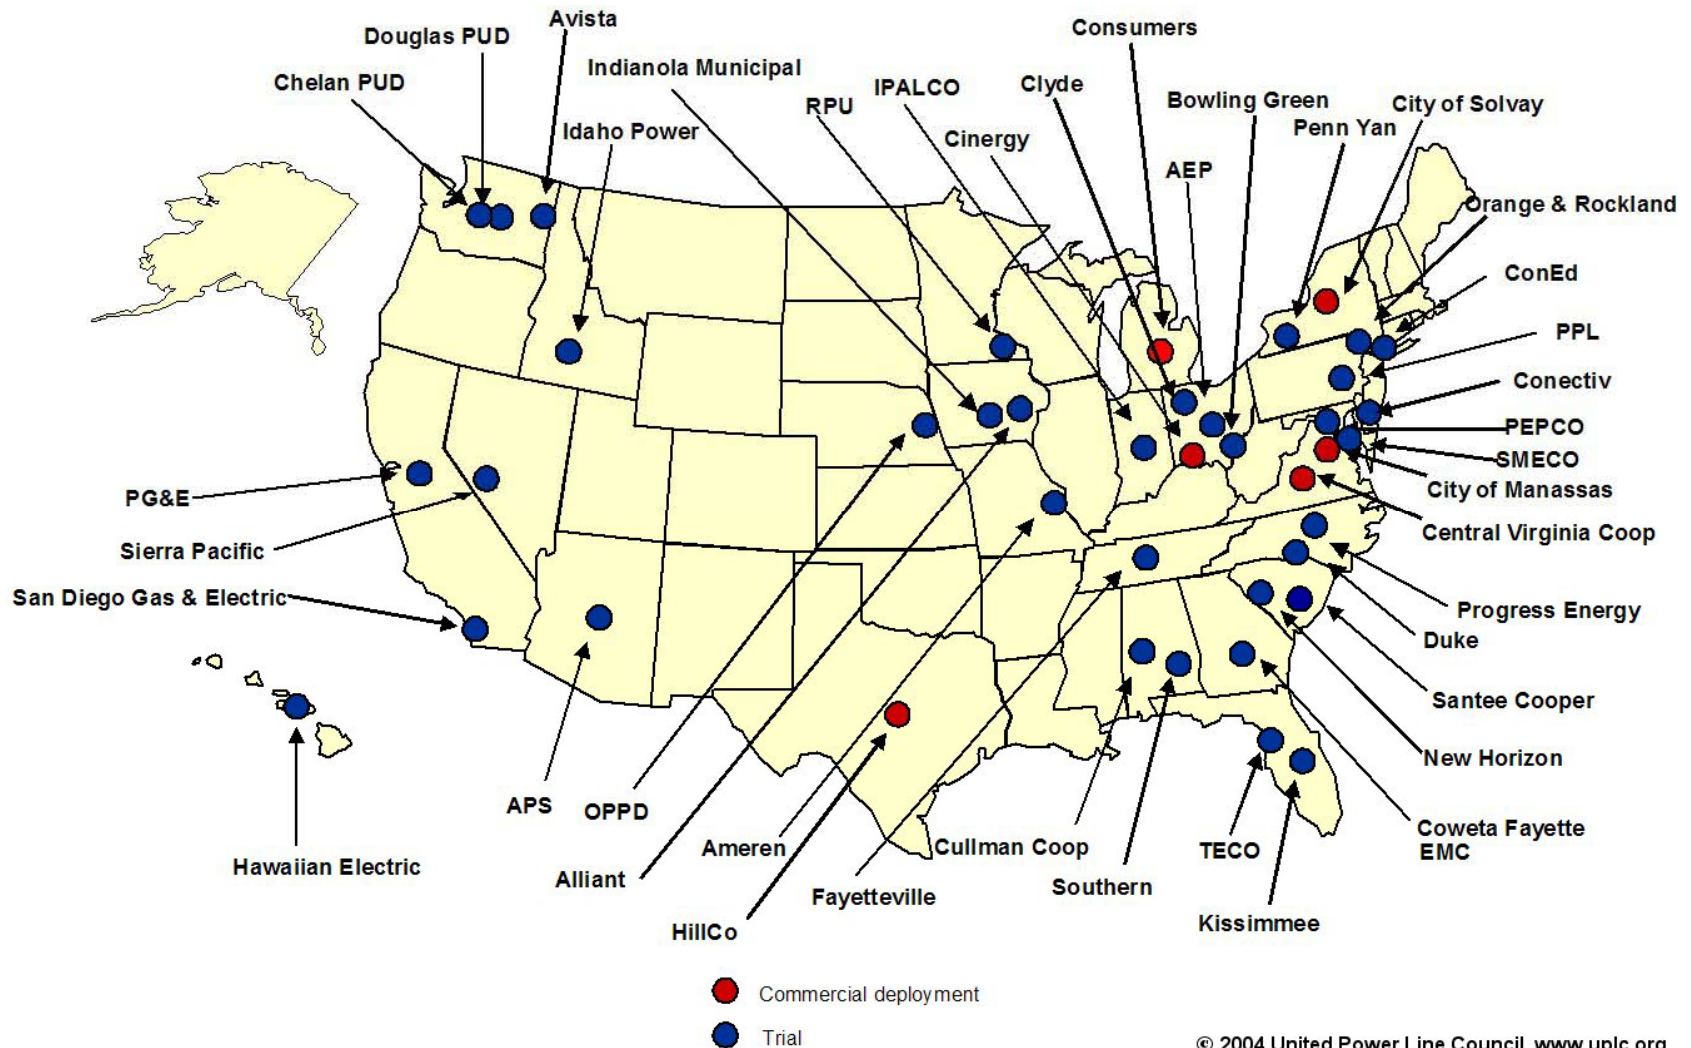 Avista
Consumers
Douglas PUD
Indianola Municipal
Chelan PUD
IPALCO
Clyde
RPU
Bowling Green
City of Solvay
Idaho Power
Cinergy
Penn Yan
AEP
Orange & Rockland
ConEd
PPL
Conectiv
PEPCO
SMECO
PG&E
City of Manassas
Central Virginia Coop
Sierra Pacific
San Diego Gas & Electric
Progress Energy
Duke
Santee Cooper
New Horizon
APS
OPPD
Coweta Fayette
EMC
Ameren
Cullman Coop
TECO
Hawaiian Electric
Alliant
Southern
Fayetteville
Kissimmee
HillCo
Commercial deployment
Trial
© 2004 United Power Line Council, www.uplc.org